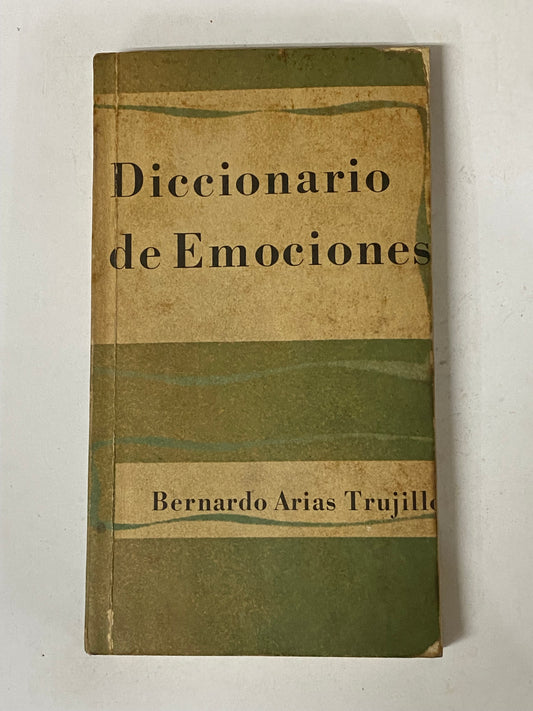 Diccionario
de Emociones
Bernardo Arias Trujillo